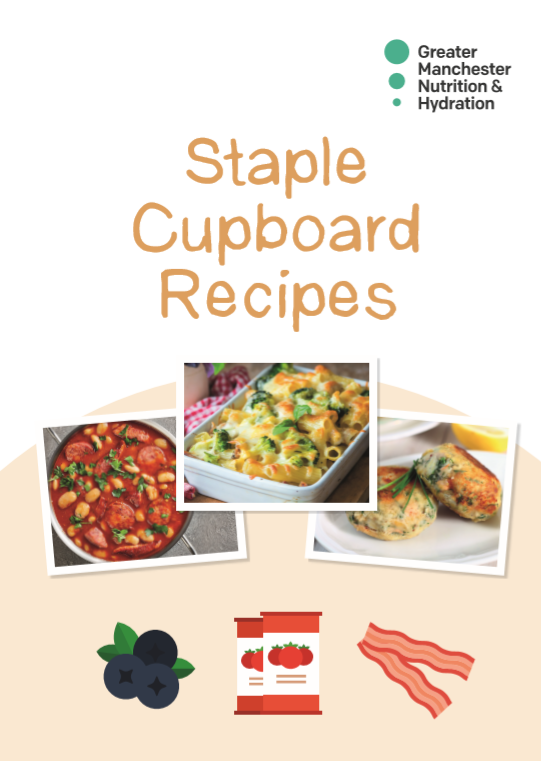 Greater
Manchester
Nutrition &
Hydration
Staple
Cupboard
Recipes